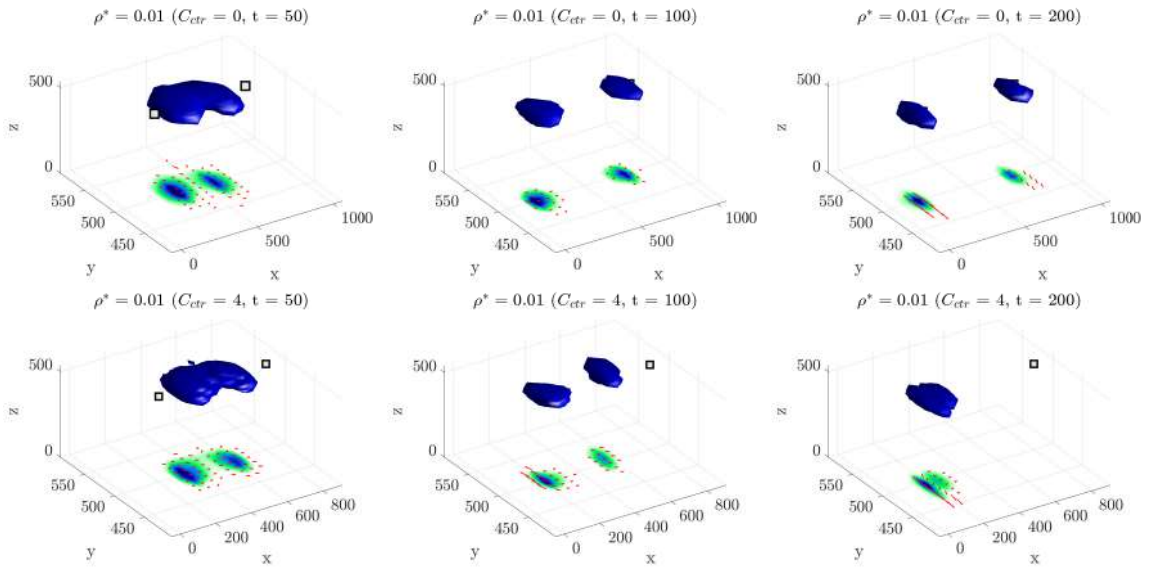 ρ* = 0.01 (C_ctr = 0, t = 50)
ρ* = 0.01 (C_ctr = 0, t = 100)
ρ* = 0.01 (C_ctr = 0, t = 200)
500
0
z
550
500
450
y
0
500
1000
x
500
0
z
550
500
450
y
0
500
1000
x
500
0
z
550
500
450
y
0
500
1000
x
ρ* = 0.01 (C_ctr = 4, t = 50)
ρ* = 0.01 (C_ctr = 4, t = 100)
ρ* = 0.01 (C_ctr = 4, t = 200)
500
0
z
550
500
450
y
0
200
400
600
800
x
500
0
z
550
500
450
y
0
200
400
600
800
x
500
0
z
550
500
450
y
0
200
400
600
800
x